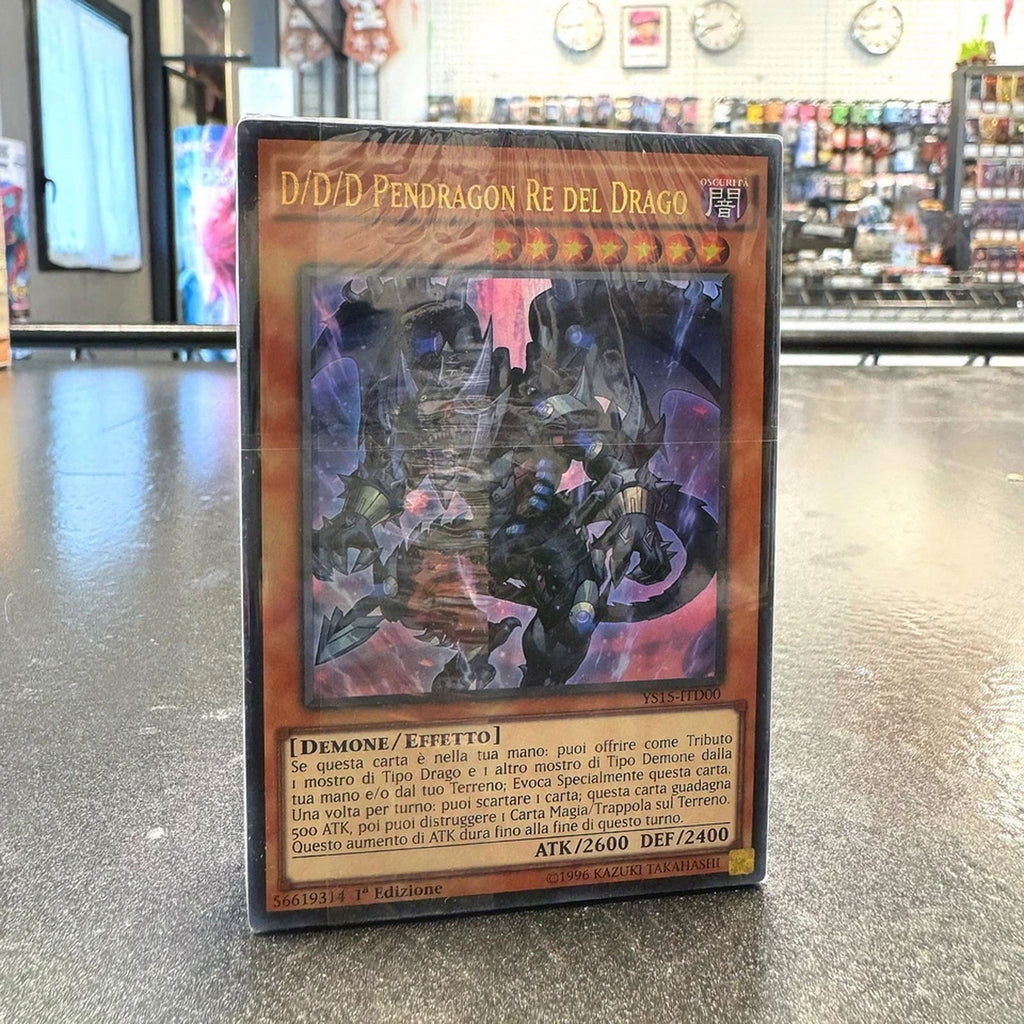 D/D/D Pendragon Re del Drago
OSCURITÀ
闇
YS15-ITD00
[Demone/Effetto]
Se questa carta è nella tua mano: puoi offrire come Tributo
1 mostro di Tipo Drago e 1 altro mostro di Tipo Demone dalla
tua mano e/o dal tuo Terreno; Evoca Specialmente questa carta.
Una volta per turno: puoi scartare 1 carta; questa carta guadagna
500 ATK, poi puoi distruggere 1 Carta Magia/Trappola sul Terreno.
Questo aumento di ATK dura fino alla fine di questo turno.
ATK/2600 DEF/2400
©1996 KAZUKI TAKAHASHI
56619314 1ª Edizione